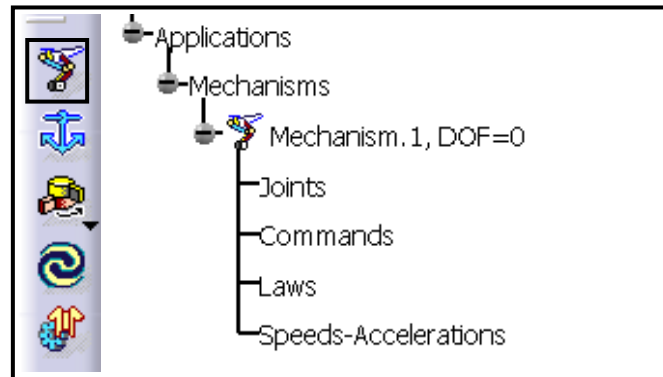 Applications
Mechanisms
Mechanism.1, DOF=0
Joints
Commands
Laws
Speeds-Accelerations